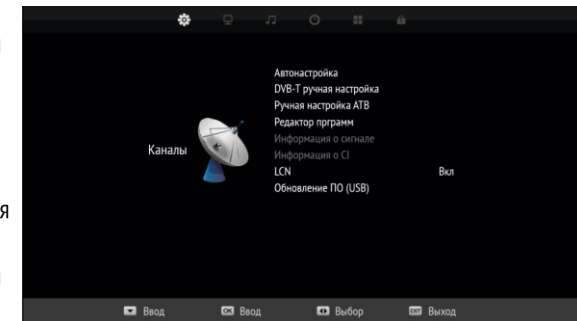 Автонастройка
DVB-T ручная настройка
Ручная настройка АТВ
Редактор прграмм
Информация о сигнале
Информация о CI
LCN Вкл
Обновление ПО (USB)
Каналы
я
Ввод OK Ввод Выбор EXIT Выход